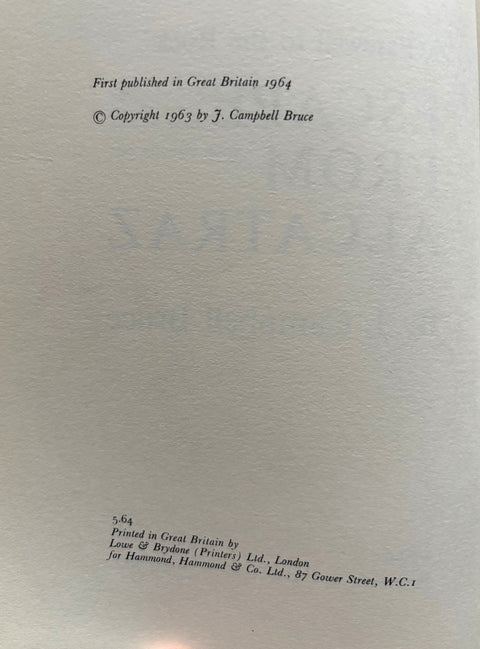 First published in Great Britain 1964
© Copyright 1963 by J. Campbell Bruce
5.64
Printed in Great Britain by
Lowe & Brydone (Printers) Ltd., London
for Hammond, Hammond & Co. Ltd., 87 Gower Street, W.C.1